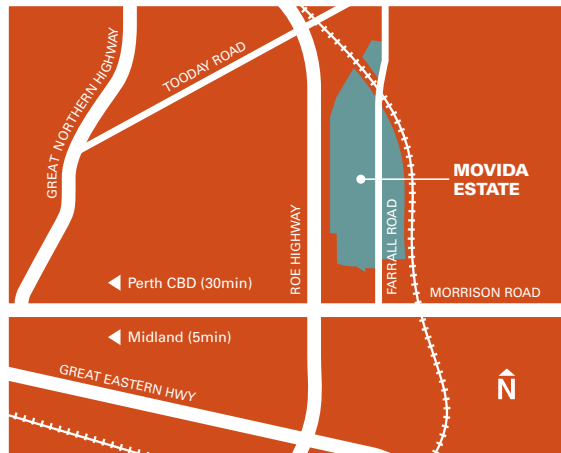 GREAT NORTHERN HIGHWAY
TOODAY ROAD
MOVIDA
ESTATE
ROE HIGHWAY
FARRALL ROAD
Perth CBD (30min)
MORRISON ROAD
Midland (5min)
GREAT EASTERN HWY
N